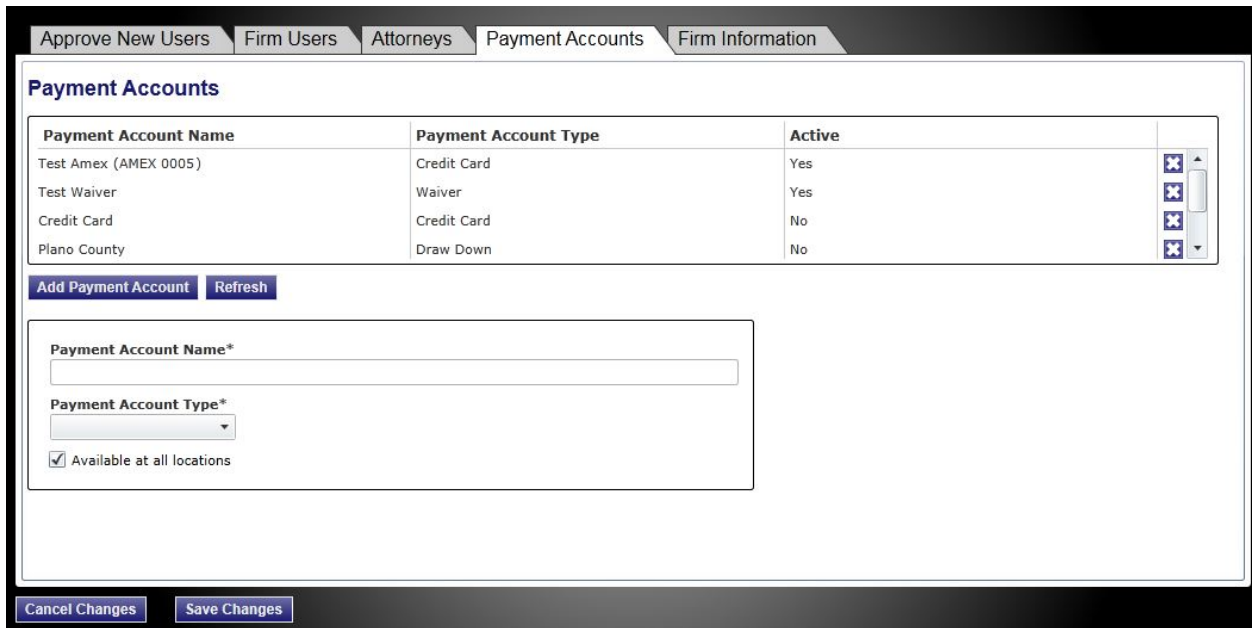 Approve New Users Firm Users Attorneys Payment Accounts Firm Information
Payment Accounts
Payment Account Name Payment Account Type Active
Test Amex (AMEX 0005) Credit Card Yes
Test Waiver Waiver Yes
Credit Card Credit Card No
Plano County Draw Down No
Add Payment Account Refresh
Payment Account Name*
Payment Account Type*
Available at all locations
Cancel Changes Save Changes